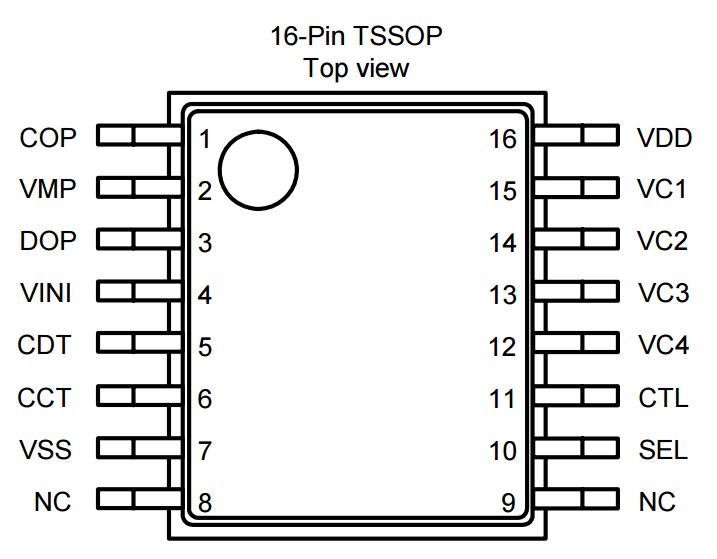 16-Pin TSSOP
Top view
COP 1 16 VDD
VMP 2 15 VC1
DOP 3 14 VC2
VINI 4 13 VC3
CDT 5 12 VC4
CCT 6 11 CTL
VSS 7 10 SEL
NC 8 9 NC